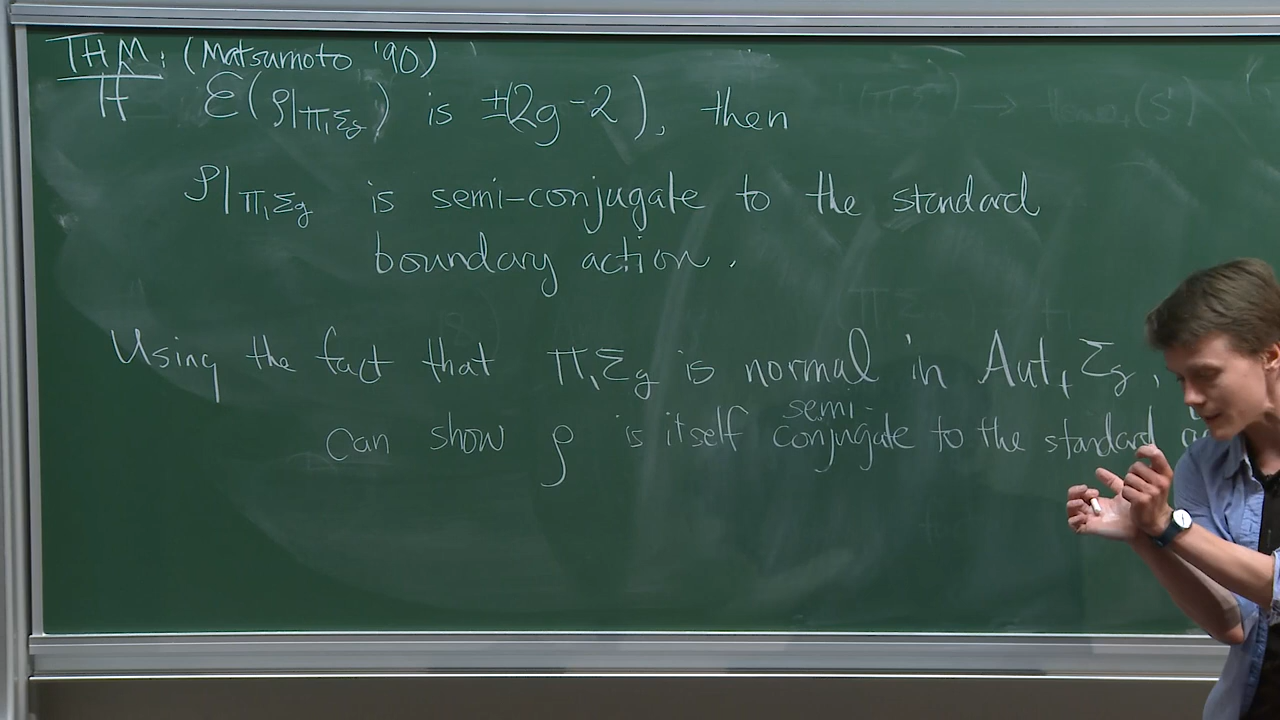 THM: (Matsumoto '90)
If ℰ(ρ|π₁Σg) is ±(2g-2), then
ρ|π₁Σg is semi-conjugate to the standard
boundary action.
Using the fact that π₁Σg is normal in Aut₊Σg,
semi-
can show ρ is itself conjugate to the standard